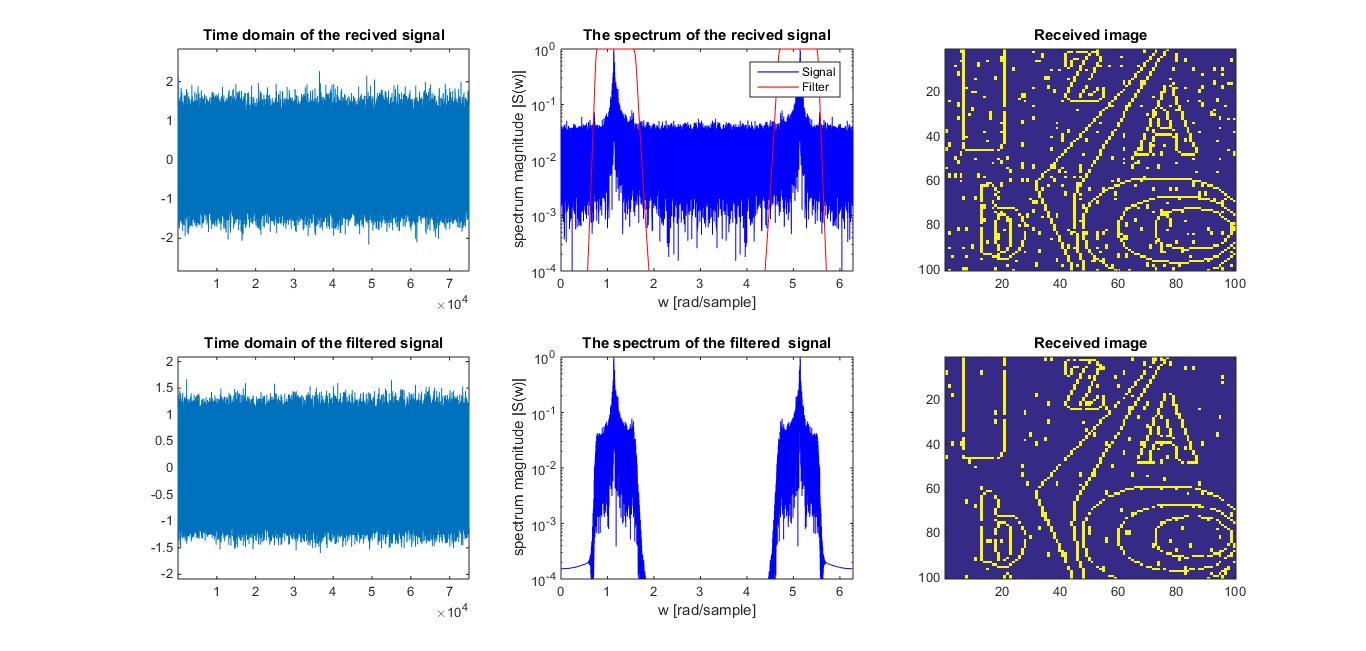 Time domain of the recived signal
2
1
0
-1
-2
1 2 3 4 5 6 7
×10^4
The spectrum of the recived signal
spectrum magnitude |S(w)|
10^0
10^-1
10^-2
10^-3
10^-4
Signal
Filter
0 1 2 3 4 5 6
w [rad/sample]
Received image
20
40
60
80
100
z
A
b
20 40 60 80 100
Time domain of the filtered signal
2
1.5
1
0.5
0
-0.5
-1
-1.5
-2
1 2 3 4 5 6 7
×10^4
The spectrum of the filtered  signal
spectrum magnitude |S(w)|
10^0
10^-1
10^-2
10^-3
10^-4
0 1 2 3 4 5 6
w [rad/sample]
Received image
20
40
60
80
100
z
A
b
20 40 60 80 100